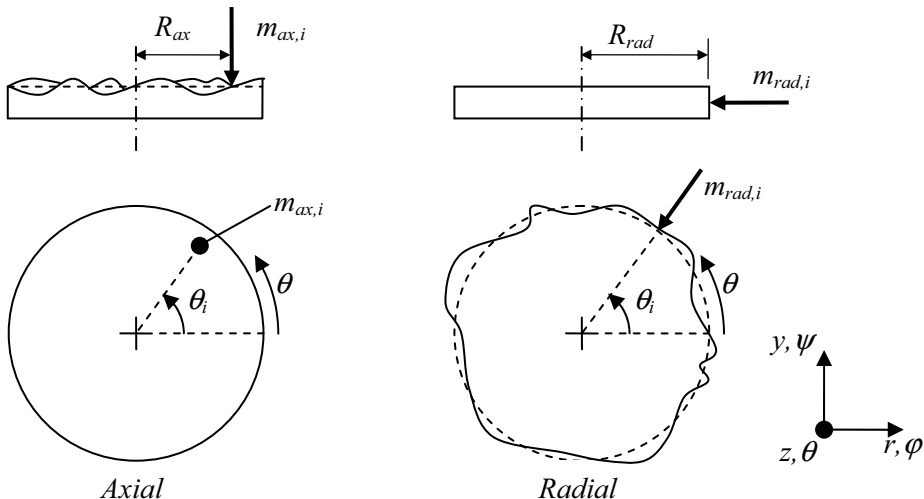 R_ax
m_ax,i
R_rad
m_rad,i
m_ax,i
θ
θ_i
m_rad,i
θ
θ_i
y, ψ
z, θ
r, φ
Axial
Radial